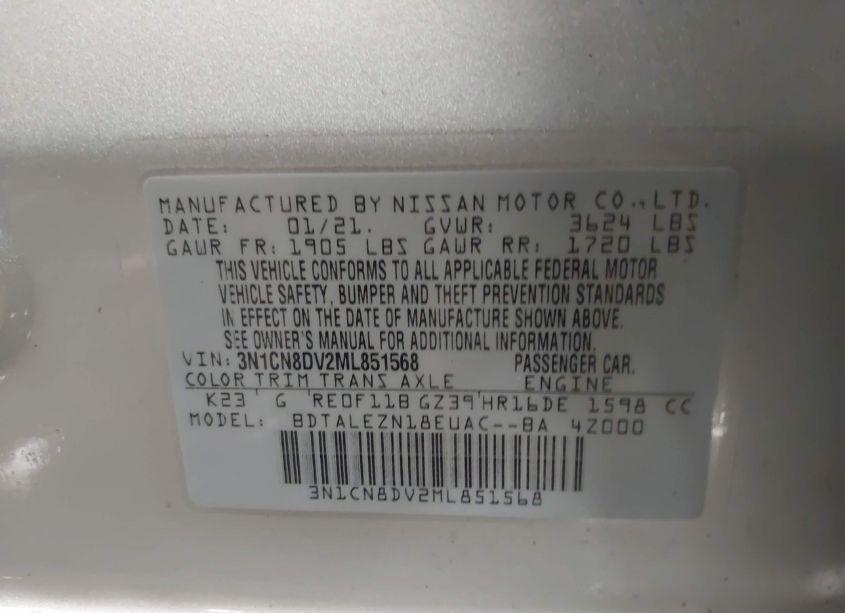 MANUFACTURED BY NISSAN MOTOR CO., LTD.
DATE: 01/21. GVWR: 3624 LBS
GAWR FR: 1905 LBS GAWR RR: 1720 LBS
THIS VEHICLE CONFORMS TO ALL APPLICABLE FEDERAL MOTOR
VEHICLE SAFETY, BUMPER AND THEFT PREVENTION STANDARDS
IN EFFECT ON THE DATE OF MANUFACTURE SHOWN ABOVE.
SEE OWNER'S MANUAL FOR ADDITIONAL INFORMATION.
VIN: 3N1CN8DV2ML851568 PASSENGER CAR.
COLOR TRIM TRANS AXLE ENGINE
K23 G RE0F11B GZ39 HR16DE 1598 CC
MODEL: BDTALEZN18EUAC--BA 4Z000
3N1CN8DV2ML851568